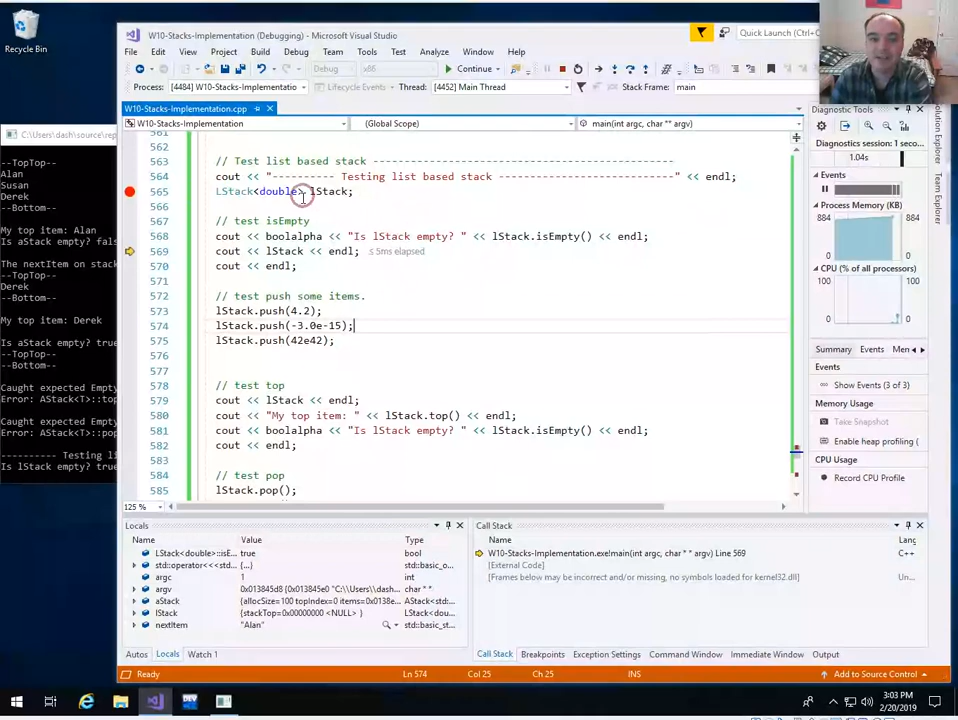 Recycle Bin
W10-Stacks-Implementation (Debugging) - Microsoft Visual Studio
Quick Launch (Ctrl+
File Edit View Project Build Debug Team Tools Test Analyze Window Help
Debug x86 Continue
Process: [4484] W10-Stacks-Implementatio Lifecycle Events Thread: [4452] Main Thread Stack Frame: main
W10-Stacks-Implementation.cpp
W10-Stacks-Implementation (Global Scope) main(int argc, char ** argv)
561
562
563 // Test list based stack ---------------------------------------------------
564 cout << "---------- Testing list based stack -----------------------------" << endl;
565 LStack<double> lStack;
566
567 // test isEmpty
568 cout << boolalpha << "Is lStack empty? " << lStack.isEmpty() << endl;
569 cout << lStack << endl; ≤ 5ms elapsed
570 cout << endl;
571
572 // test push some items.
573 lStack.push(4.2);
574 lStack.push(-3.0e-15);
575 lStack.push(42e42);
576
577
578 // test top
579 cout << lStack << endl;
580 cout << "My top item: " << lStack.top() << endl;
581 cout << boolalpha << "Is lStack empty? " << lStack.isEmpty() << endl;
582 cout << endl;
583
584 // test pop
585 lStack.pop();
125 %
C:\Users\dash\source\rep
--TopTop--
Alan
Susan
Derek
--Bottom--
My top item: Alan
Is aStack empty? fals
The nextItem on stack
--TopTop--
Derek
--Bottom--
My top item: Derek
Is aStack empty? true
--TopTop--
--Bottom--
Caught expected Empty
Error: AStack<T>::top
Caught expected Empty
Error: AStack<T>::pop
---------- Testing li
Is lStack empty? true
Diagnostic Tools
Diagnostics session: 1 seco
1.04s
Events
Process Memory (KB)
884 884
0 0
CPU (% of all processors)
100 100
0 0
Summary Events Mem
Events
Show Events (3 of 3)
Memory Usage
Take Snapshot
Enable heap profiling (
CPU Usage
Record CPU Profile
Solution Explorer
Team Explorer
Locals
Name Value Type
LStack<double>::isE true bool
std::operator<<<std {...} std::basic_o
argc 1 int
argv 0x013845d8 {0x013845e0 "C:\\Users\\dash char * *
aStack {allocSize=100 topIndex=0 items=0x0138e AStack<std:
lStack {stackTop=0x00000000 <NULL> } LStack<dou
nextItem "Alan" std::basic_st
Autos Locals Watch 1
Call Stack
Name Lang
W10-Stacks-Implementation.exe!main(int argc, char * * argv) Line 569 C++
[External Code]
[Frames below may be incorrect and/or missing, no symbols loaded for kernel32.dll] Un...
Call Stack Breakpoints Exception Settings Command Window Immediate Window Output
Ready Ln 574 Col 25 Ch 25 INS Add to Source Control
DEV
3:03 PM
2/20/2019